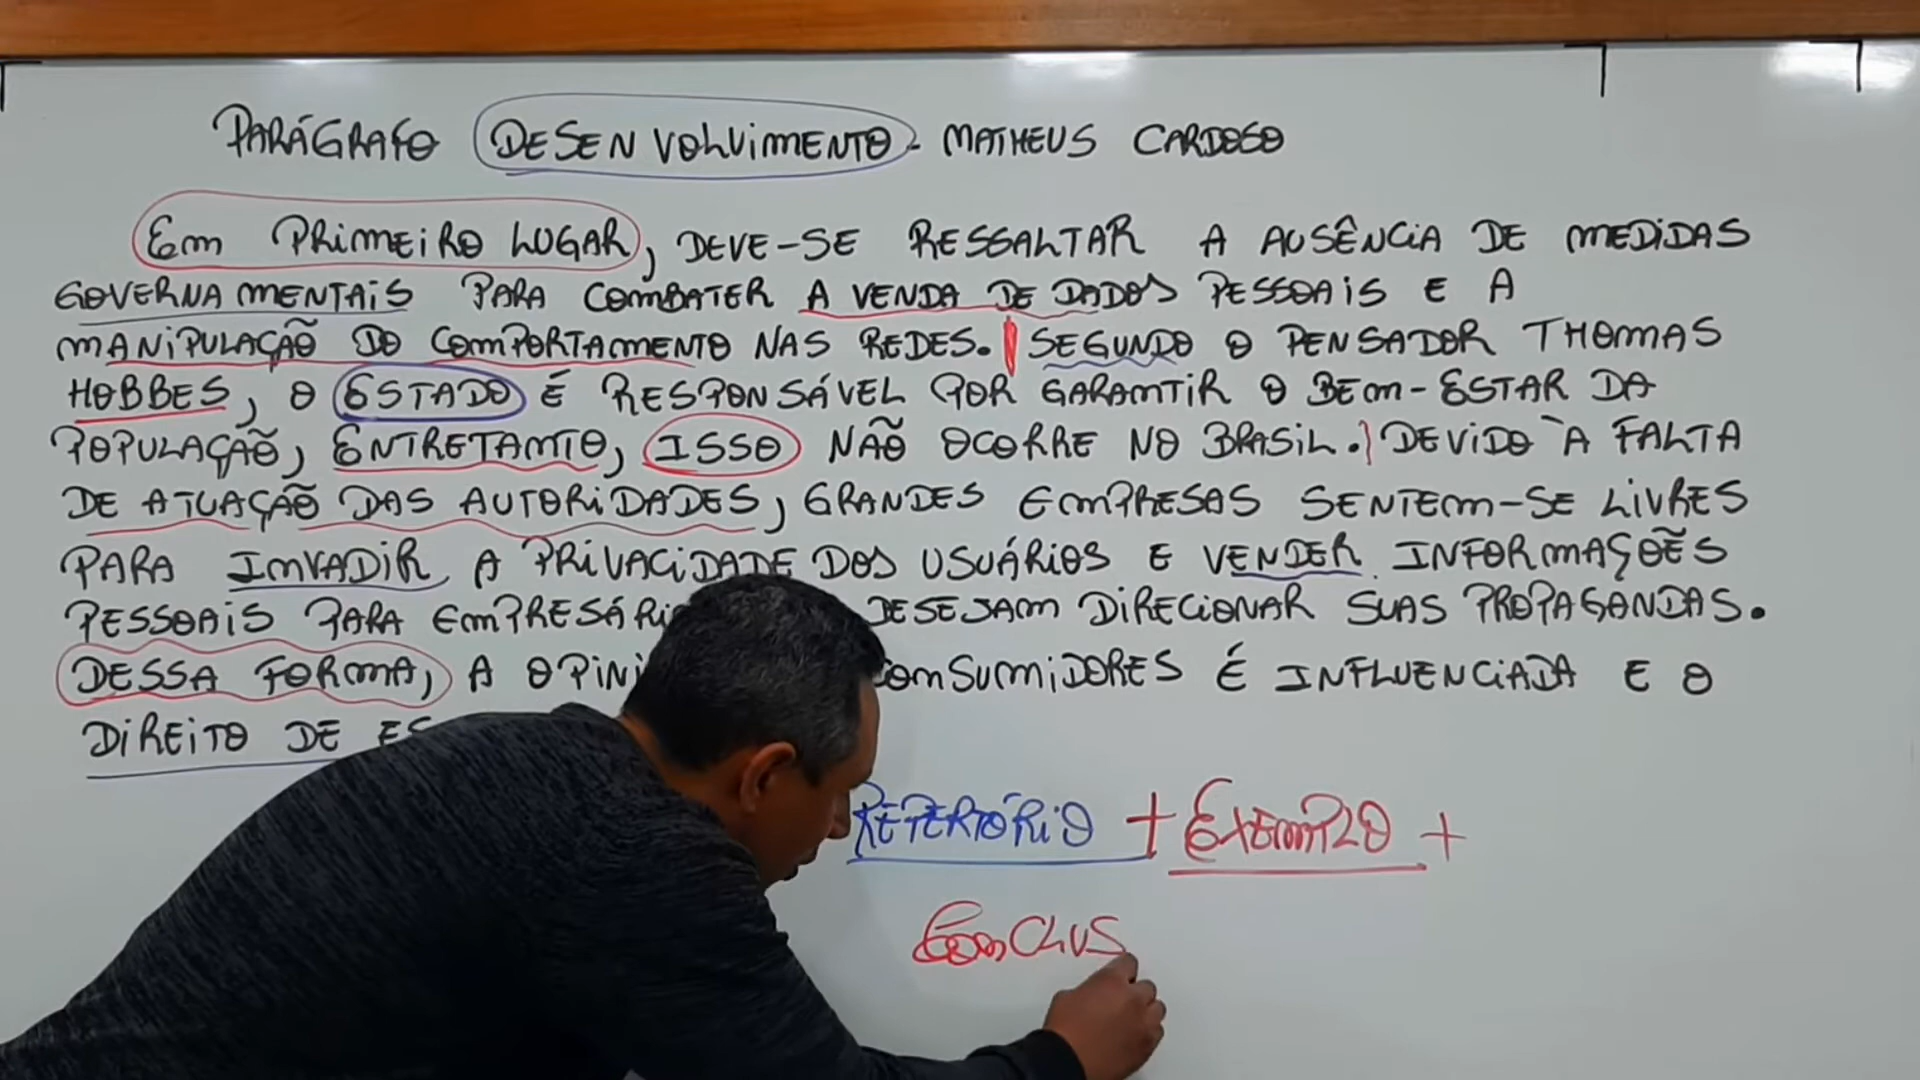 PARÁGRAFO DESENVOLVIMENTO - MATHEUS CARDOSO
EM PRIMEIRO LUGAR, DEVE-SE RESSALTAR A AUSÊNCIA DE MEDIDAS
GOVERNAMENTAIS PARA COMBATER A VENDA DE DADOS PESSOAIS E A
MANIPULAÇÃO DO COMPORTAMENTO NAS REDES. SEGUNDO O PENSADOR THOMAS
HOBBES, O ESTADO É RESPONSÁVEL POR GARANTIR O BEM-ESTAR DA
POPULAÇÃO, ENTRETANTO, ISSO NÃO OCORRE NO BRASIL. DEVIDO À FALTA
DE ATUAÇÃO DAS AUTORIDADES, GRANDES EMPRESAS SENTEM-SE LIVRES
PARA INVADIR A PRIVACIDADE DOS USUÁRIOS E VENDER INFORMAÇÕES
PESSOAIS PARA DESEJAM DIRECIONAR SUAS PROPAGANDAS.
DESSA FORMA, A CONSUMIDORES É INFLUENCIADA E O
DIREITO DE
REPERTÓRIO + EXEMPLO +
CONCLUS